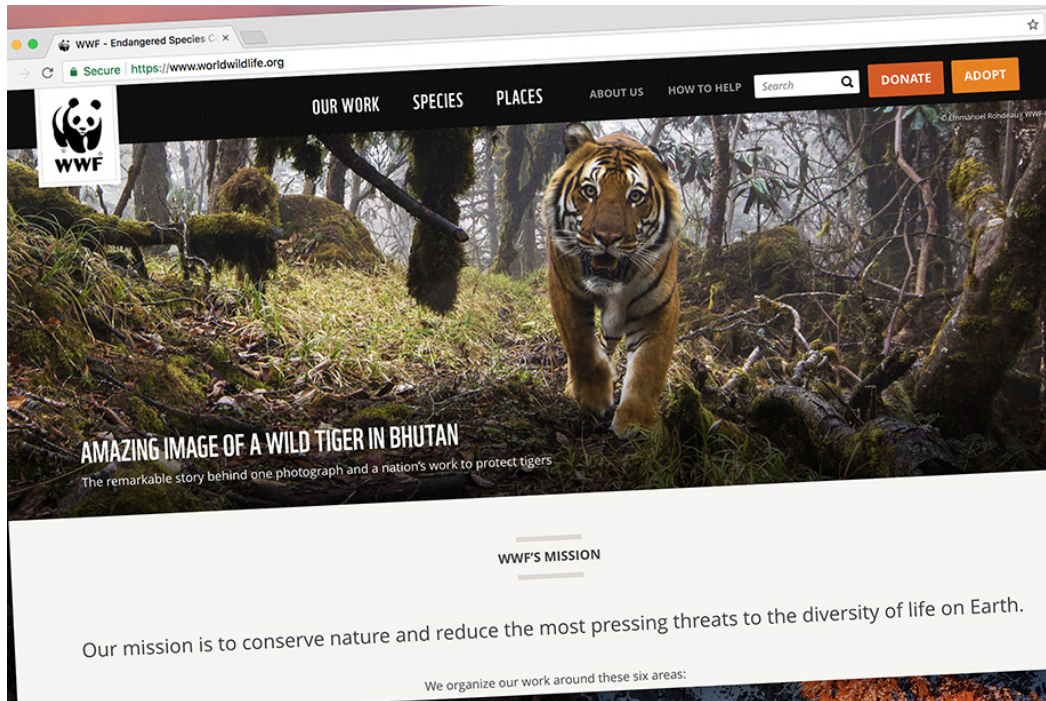 WWF - Endangered Species C
Secure https://www.worldwildlife.org
WWF
OUR WORK SPECIES PLACES ABOUT US HOW TO HELP Search DONATE ADOPT
© Emmanuel Rondeau / WWF-
AMAZING IMAGE OF A WILD TIGER IN BHUTAN
The remarkable story behind one photograph and a nation's work to protect tigers
WWF'S MISSION
Our mission is to conserve nature and reduce the most pressing threats to the diversity of life on Earth.
We organize our work around these six areas: